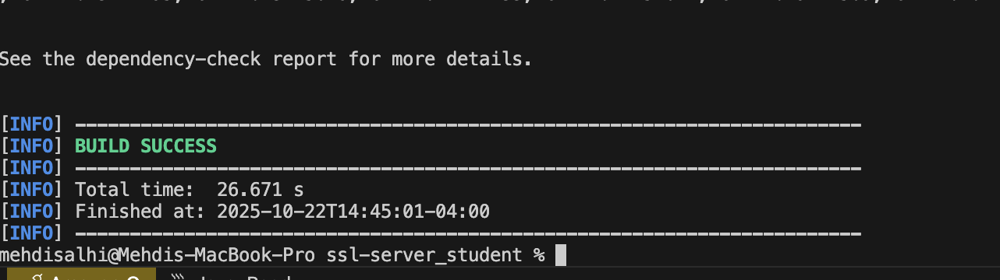 See the dependency-check report for more details.
[INFO] ------------------------------------------------------------------------
[INFO] BUILD SUCCESS
[INFO] ------------------------------------------------------------------------
[INFO] Total time:  26.671 s
[INFO] Finished at: 2025-10-22T14:45:01-04:00
[INFO] ------------------------------------------------------------------------
mehdisalhi@Mehdis-MacBook-Pro ssl-server_student %